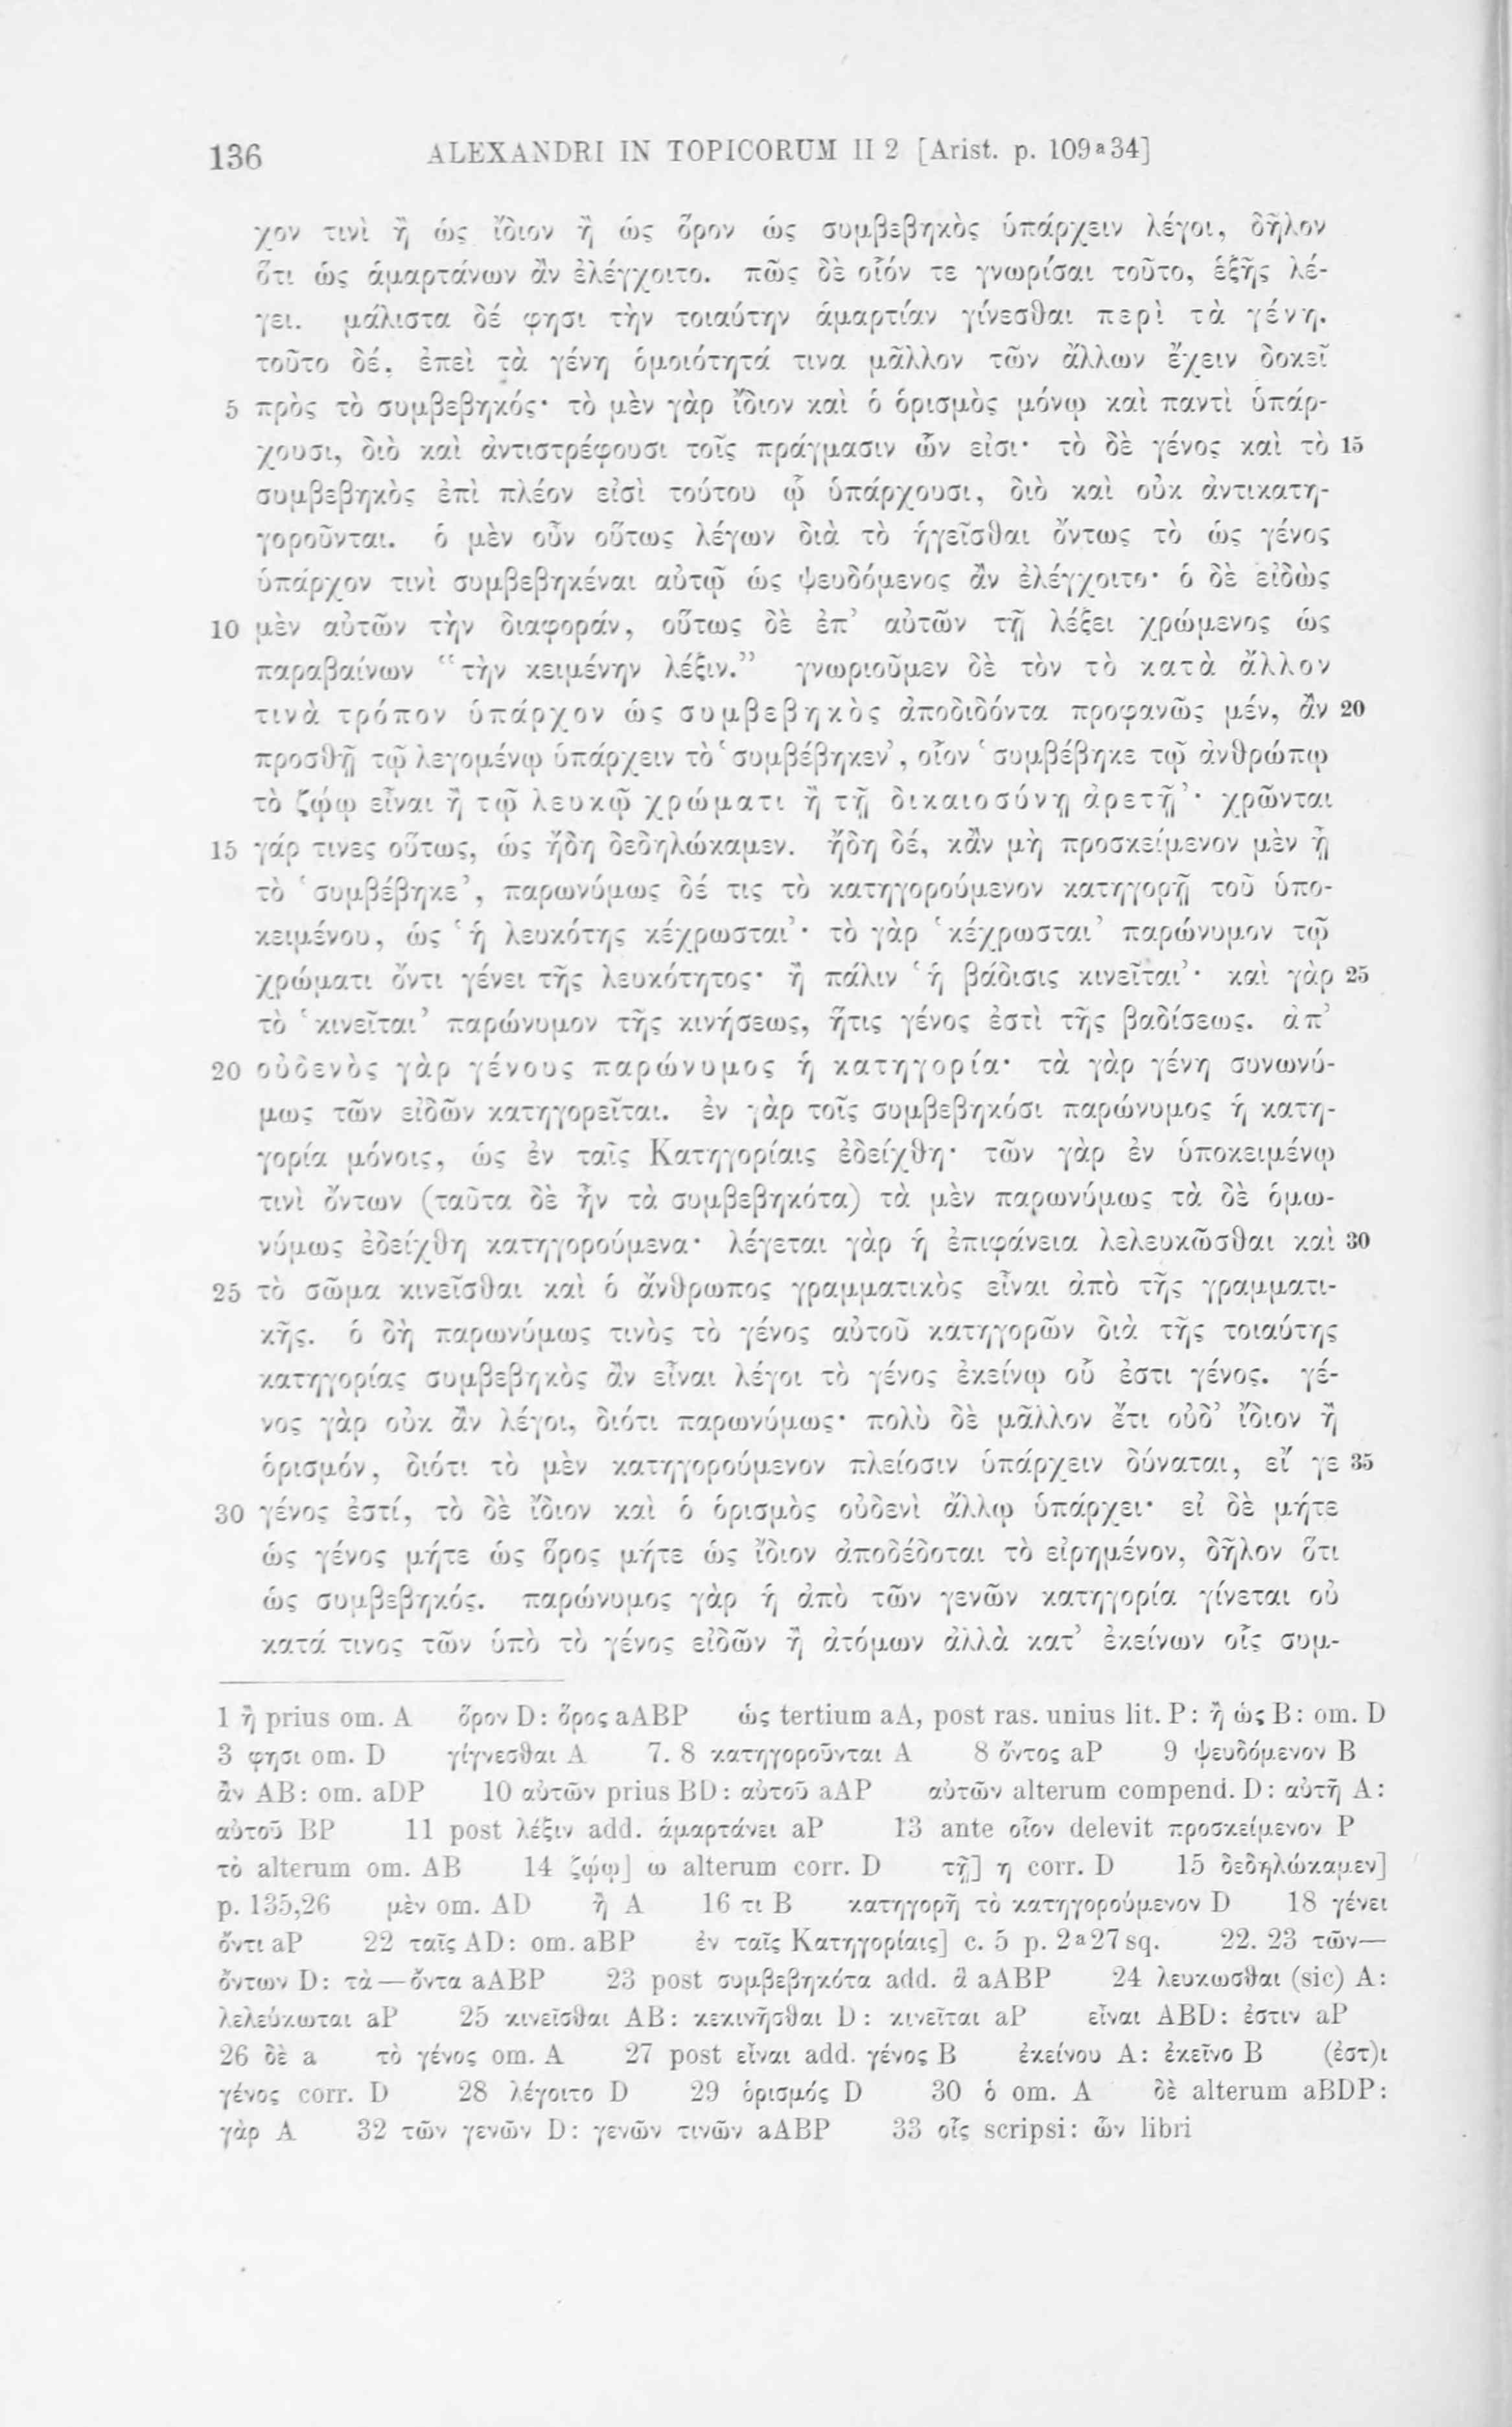 136 ALEXANDRI IN TOPICORUM II 2 [Arist. p. 109ª34]
χον τινὶ ἢ ὡς ἴδιον ἢ ὡς ὅρον ὡς συμβεβηκὸς ὑπάρχειν λέγοι, δῆλον
ὅτι ὡς ἁμαρτάνων ἂν ἐλέγχοιτο. πῶς δὲ οἷόν τε γνωρίσαι τοῦτο, ἑξῆς λέ-
γει. μάλιστα δέ φησι τὴν τοιαύτην ἁμαρτίαν γίνεσθαι περὶ τὰ γένη.
τοῦτο δέ, ἐπεὶ τὰ γένη ὁμοιότητά τινα μᾶλλον τῶν ἄλλων ἔχειν δοκεῖ
5 πρὸς τὸ συμβεβηκός· τὸ μὲν γὰρ ἴδιον καὶ ὁ ὁρισμὸς μόνῳ καὶ παντὶ ὑπάρ-
χουσι, διὸ καὶ ἀντιστρέφουσι τοῖς πράγμασιν ὧν εἰσι· τὸ δὲ γένος καὶ τὸ 15
συμβεβηκὸς ἐπὶ πλέον εἰσὶ τούτου ᾧ ὑπάρχουσι, διὸ καὶ οὐκ ἀντικατη-
γοροῦνται. ὁ μὲν οὖν οὕτως λέγων διὰ τὸ ἡγεῖσθαι ὄντως τὸ ὡς γένος
ὑπάρχον τινὶ συμβεβηκέναι αὐτῷ ὡς ψευδόμενος ἂν ἐλέγχοιτο· ὁ δὲ εἰδὼς
10 μὲν αὐτῶν τὴν διαφοράν, οὕτως δὲ ἐπ’ αὐτῶν τῇ λέξει χρώμενος ὡς
παραβαίνων “τὴν κειμένην λέξιν.” γνωριοῦμεν δὲ τὸν τὸ κατὰ ἄλλον
τινὰ τρόπον ὑπάρχον ὡς συμβεβηκὸς ἀποδιδόντα προφανῶς μέν, ἂν 20
προσθῇ τῷ λεγομένῳ ὑπάρχειν τὸ ‘συμβέβηκεν’, οἷον ‘συμβέβηκε τῷ ἀνθρώπῳ
τὸ ζῴῳ εἶναι ἢ τῷ λευκῷ χρώματι ἢ τῇ δικαιοσύνῃ ἀρετῇ’· χρῶνται
15 γάρ τινες οὕτως, ὡς ἤδη δεδηλώκαμεν. ἤδη δέ, κἂν μὴ προσκείμενον μὲν ᾖ
τὸ ‘συμβέβηκε’, παρωνύμως δέ τις τὸ κατηγορούμενον κατηγορῇ τοῦ ὑπο-
κειμένου, ὡς ‘ἡ λευκότης κέχρωσται’· τὸ γὰρ ‘κέχρωσται’ παρώνυμον τῷ
χρώματι ὄντι γένει τῆς λευκότητος· ἢ πάλιν ‘ἡ βάδισις κινεῖται’· καὶ γὰρ 25
τὸ ‘κινεῖται’ παρώνυμον τῆς κινήσεως, ἥτις γένος ἐστὶ τῆς βαδίσεως. ἀπ’
20 οὐδενὸς γὰρ γένους παρώνυμος ἡ κατηγορία· τὰ γὰρ γένη συνωνύ-
μως τῶν εἰδῶν κατηγορεῖται. ἐν γὰρ τοῖς συμβεβηκόσι παρώνυμος ἡ κατη-
γορία μόνοις, ὡς ἐν ταῖς Κατηγορίαις ἐδείχθη· τῶν γὰρ ἐν ὑποκειμένῳ
τινὶ ὄντων (ταῦτα δὲ ἦν τὰ συμβεβηκότα) τὰ μὲν παρωνύμως τὰ δὲ ὁμω-
νύμως ἐδείχθη κατηγορούμενα· λέγεται γὰρ ἡ ἐπιφάνεια λελευκῶσθαι καὶ 30
25 τὸ σῶμα κινεῖσθαι καὶ ὁ ἄνθρωπος γραμματικὸς εἶναι ἀπὸ τῆς γραμματι-
κῆς. ὁ δὴ παρωνύμως τινὸς τὸ γένος αὐτοῦ κατηγορῶν διὰ τῆς τοιαύτης
κατηγορίας συμβεβηκὸς ἂν εἶναι λέγοι τὸ γένος ἐκείνῳ οὗ ἐστι γένος. γέ-
νος γὰρ οὐκ ἂν λέγοι, διότι παρωνύμως· πολὺ δὲ μᾶλλον ἔτι οὐδ’ ἴδιον ἢ
ὁρισμόν, διότι τὸ μὲν κατηγορούμενον πλείοσιν ὑπάρχειν δύναται, εἴ γε 35
30 γένος ἐστί, τὸ δὲ ἴδιον καὶ ὁ ὁρισμὸς οὐδενὶ ἄλλῳ ὑπάρχει· εἰ δὲ μήτε
ὡς γένος μήτε ὡς ὅρος μήτε ὡς ἴδιον ἀποδέδοται τὸ εἰρημένον, δῆλον ὅτι
ὡς συμβεβηκός. παρώνυμος γὰρ ἡ ἀπὸ τῶν γενῶν κατηγορία γίνεται οὐ
κατά τινος τῶν ὑπὸ τὸ γένος εἰδῶν ἢ ἀτόμων ἀλλὰ κατ’ ἐκείνων οἷς συμ-
1 ἢ prius om. A ὅρον D: ὅρος aABP ὡς tertium aA, post ras. unius lit. P: ἢ ὡς B: om. D
3 φησι om. D γίγνεσθαι A 7. 8 κατηγοροῦνται A 8 ὄντος aP 9 ψευδόμενον B
ἂν AB: om. aDP 10 αὐτῶν prius BD: αὐτοῦ aAP αὐτῶν alterum compend. D: αὐτῇ A:
αὐτοῦ BP 11 post λέξιν add. ἁμαρτάνει aP 13 ante οἷον delevit προσκείμενον P
τὸ alterum om. AB 14 ζῴῳ] ω alterum corr. D τῇ] η corr. D 15 δεδηλώκαμεν]
p. 135,26 μὲν om. AD ἢ A 16 τι B κατηγορῇ τὸ κατηγορούμενον D 18 γένει
ὄντι aP 22 ταῖς AD: om. aBP ἐν ταῖς Κατηγορίαις] c. 5 p. 2ª27 sq. 22. 23 τῶν—
ὄντων D: τὰ—ὄντα aABP 23 post συμβεβηκότα add. ἃ aABP 24 λευκωσθαι (sic) A:
λελεύκωται aP 25 κινεῖσθαι AB: κεκινῆσθαι D: κινεῖται aP εἶναι ABD: ἐστιν aP
26 δὲ a τὸ γένος om. A 27 post εἶναι add. γένος B ἐκείνου A: ἐκεῖνο B (ἐστ)ι
γένος corr. D 28 λέγοιτο D 29 ὁρισμός D 30 ὁ om. A δὲ alterum aBDP:
γὰρ A 32 τῶν γενῶν D: γενῶν τινῶν aABP 33 οἷς scripsi: ὧν libri